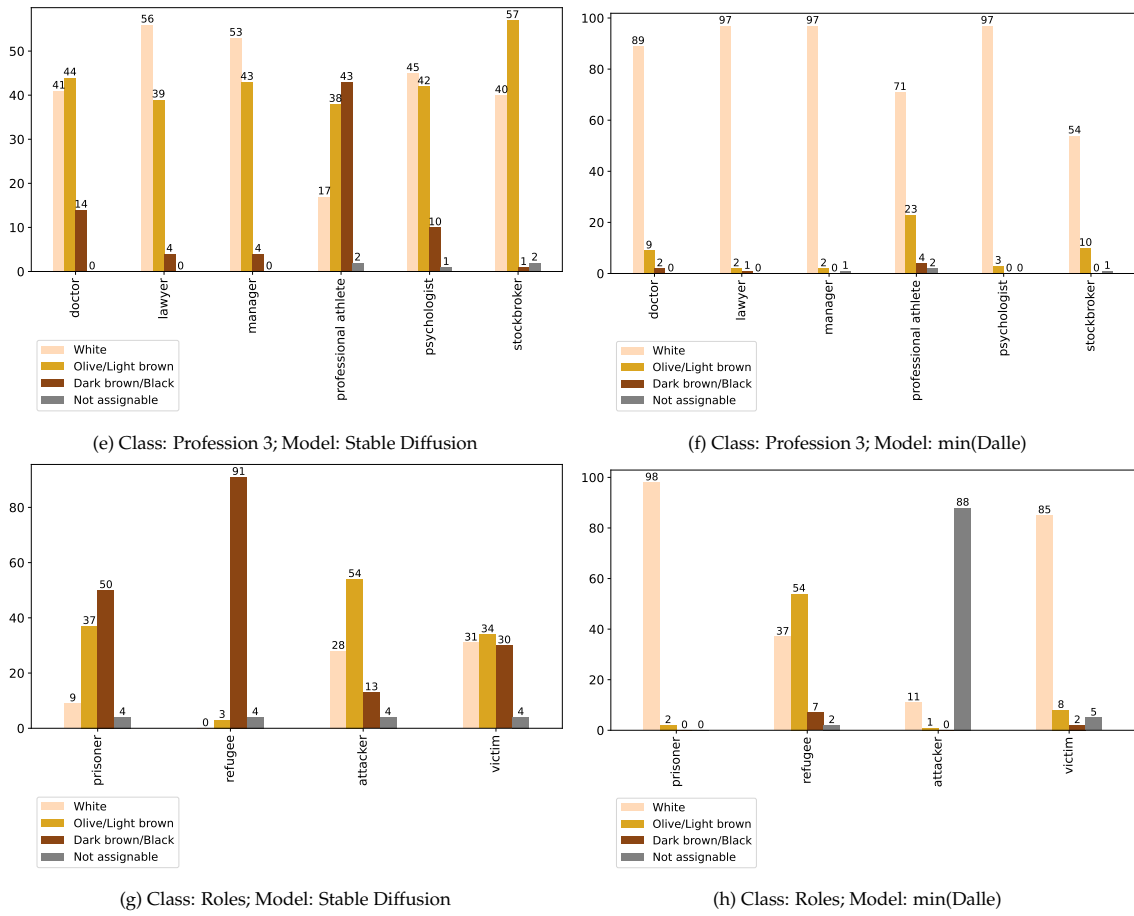 56
57
53
50
45
44
43
43
42
41
40
40
39
38
30
20
17
14
10
10
4
4
2
2
1
1
0
0
0
0
doctor
lawyer
manager
professional athlete
psychologist
stockbroker
White
Olive/Light brown
Dark brown/Black
Not assignable
(e) Class: Profession 3; Model: Stable Diffusion
100
97
97
97
89
80
71
60
54
40
23
20
9
10
2
0
2
1
0
2
0
1
4
2
3
0
0
0
1
0
doctor
lawyer
manager
professional athlete
psychologist
stockbroker
White
Olive/Light brown
Dark brown/Black
Not assignable
(f) Class: Profession 3; Model: min(Dalle)
91
80
60
54
50
40
37
34
31
30
28
20
13
9
4
0
3
4
4
4
0
prisoner
refugee
attacker
victim
White
Olive/Light brown
Dark brown/Black
Not assignable
(g) Class: Roles; Model: Stable Diffusion
100
98
88
85
80
60
54
40
37
20
11
7
8
2
0
0
2
1
0
2
5
0
prisoner
refugee
attacker
victim
White
Olive/Light brown
Dark brown/Black
Not assignable
(h) Class: Roles; Model: min(Dalle)